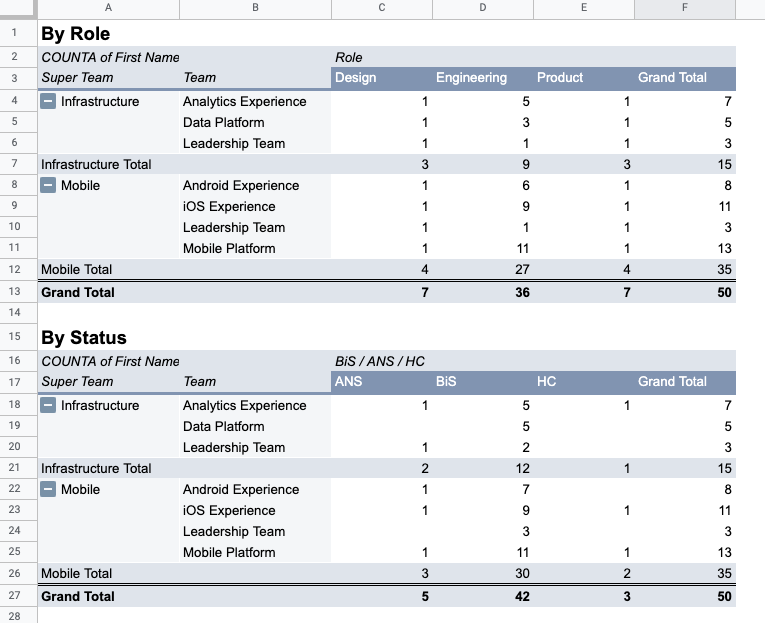 A B C D E F
1 By Role
2 COUNTA of First Name Role
3 Super Team Team Design Engineering Product Grand Total
4 Infrastructure Analytics Experience 1 5 1 7
5 Data Platform 1 3 1 5
6 Leadership Team 1 1 1 3
7 Infrastructure Total 3 9 3 15
8 Mobile Android Experience 1 6 1 8
9 iOS Experience 1 9 1 11
10 Leadership Team 1 1 1 3
11 Mobile Platform 1 11 1 13
12 Mobile Total 4 27 4 35
13 Grand Total 7 36 7 50
14
15 By Status
16 COUNTA of First Name BiS / ANS / HC
17 Super Team Team ANS BiS HC Grand Total
18 Infrastructure Analytics Experience 1 5 1 7
19 Data Platform 5 5
20 Leadership Team 1 2 3
21 Infrastructure Total 2 12 1 15
22 Mobile Android Experience 1 7 8
23 iOS Experience 1 9 1 11
24 Leadership Team 3 3
25 Mobile Platform 1 11 1 13
26 Mobile Total 3 30 2 35
27 Grand Total 5 42 3 50
28